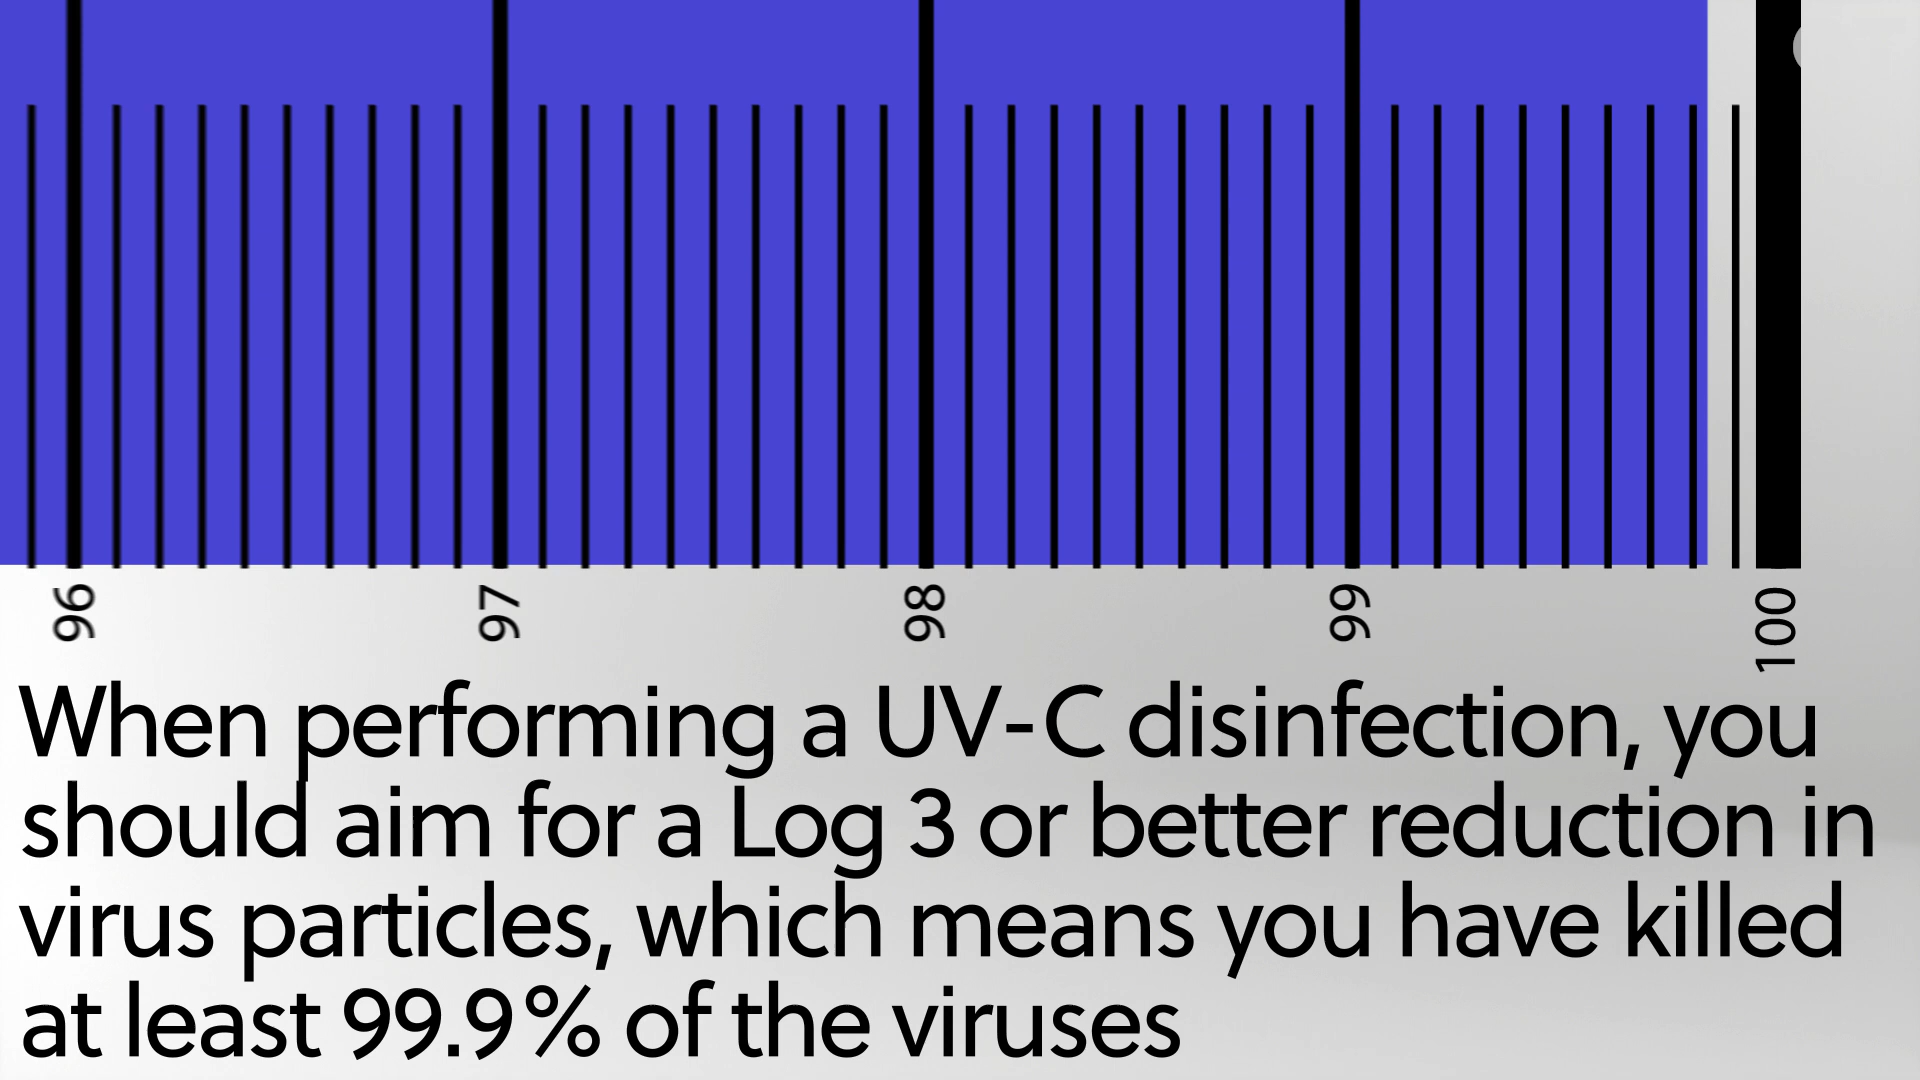 96 97 98 99 100
When performing a UV-C disinfection, you
should aim for a Log 3 or better reduction in
virus particles, which means you have killed
at least 99.9% of the viruses